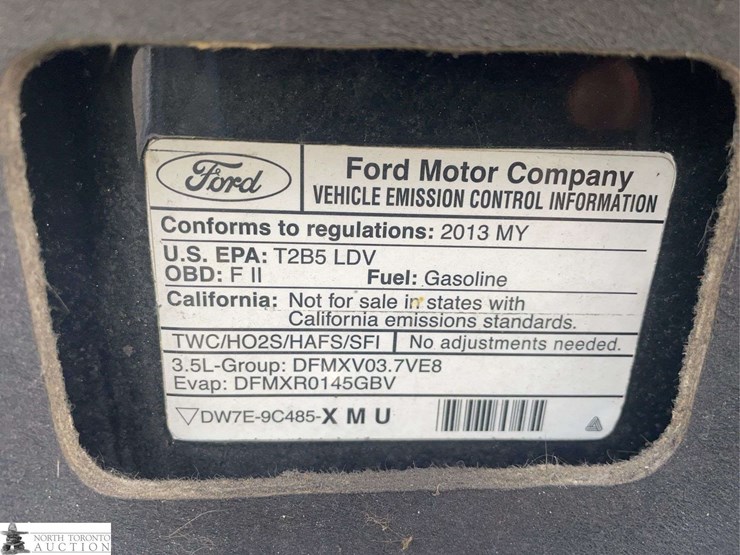 Ford
Ford Motor Company
VEHICLE EMISSION CONTROL INFORMATION
Conforms to regulations: 2013 MY
U.S. EPA: T2B5 LDV
OBD: F II Fuel: Gasoline
California: Not for sale in states with
California emissions standards.
TWC/HO2S/HAFS/SFI No adjustments needed.
3.5L-Group: DFMXV03.7VE8
Evap: DFMXR0145GBV
DW7E-9C485-X M U
NORTH TORONTO
AUCTION